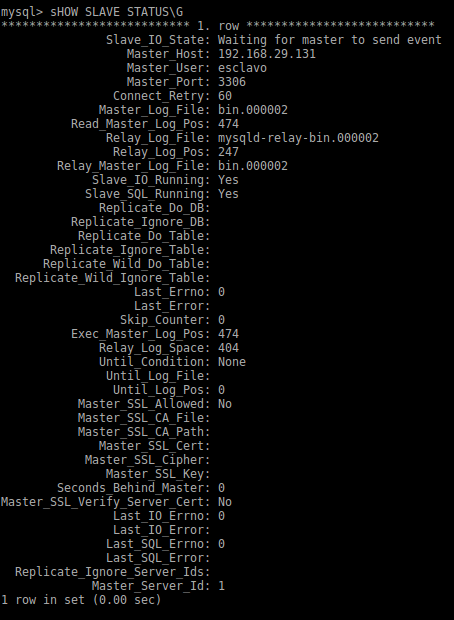 mysql> sHOW SLAVE STATUS\G
*************************** 1. row ***************************
Slave_IO_State: Waiting for master to send event
Master_Host: 192.168.29.131
Master_User: esclavo
Master_Port: 3306
Connect_Retry: 60
Master_Log_File: bin.000002
Read_Master_Log_Pos: 474
Relay_Log_File: mysqld-relay-bin.000002
Relay_Log_Pos: 247
Relay_Master_Log_File: bin.000002
Slave_IO_Running: Yes
Slave_SQL_Running: Yes
Replicate_Do_DB:
Replicate_Ignore_DB:
Replicate_Do_Table:
Replicate_Ignore_Table:
Replicate_Wild_Do_Table:
Replicate_Wild_Ignore_Table:
Last_Errno: 0
Last_Error:
Skip_Counter: 0
Exec_Master_Log_Pos: 474
Relay_Log_Space: 404
Until_Condition: None
Until_Log_File:
Until_Log_Pos: 0
Master_SSL_Allowed: No
Master_SSL_CA_File:
Master_SSL_CA_Path:
Master_SSL_Cert:
Master_SSL_Cipher:
Master_SSL_Key:
Seconds_Behind_Master: 0
Master_SSL_Verify_Server_Cert: No
Last_IO_Errno: 0
Last_IO_Error:
Last_SQL_Errno: 0
Last_SQL_Error:
Replicate_Ignore_Server_Ids:
Master_Server_Id: 1
1 row in set (0.00 sec)